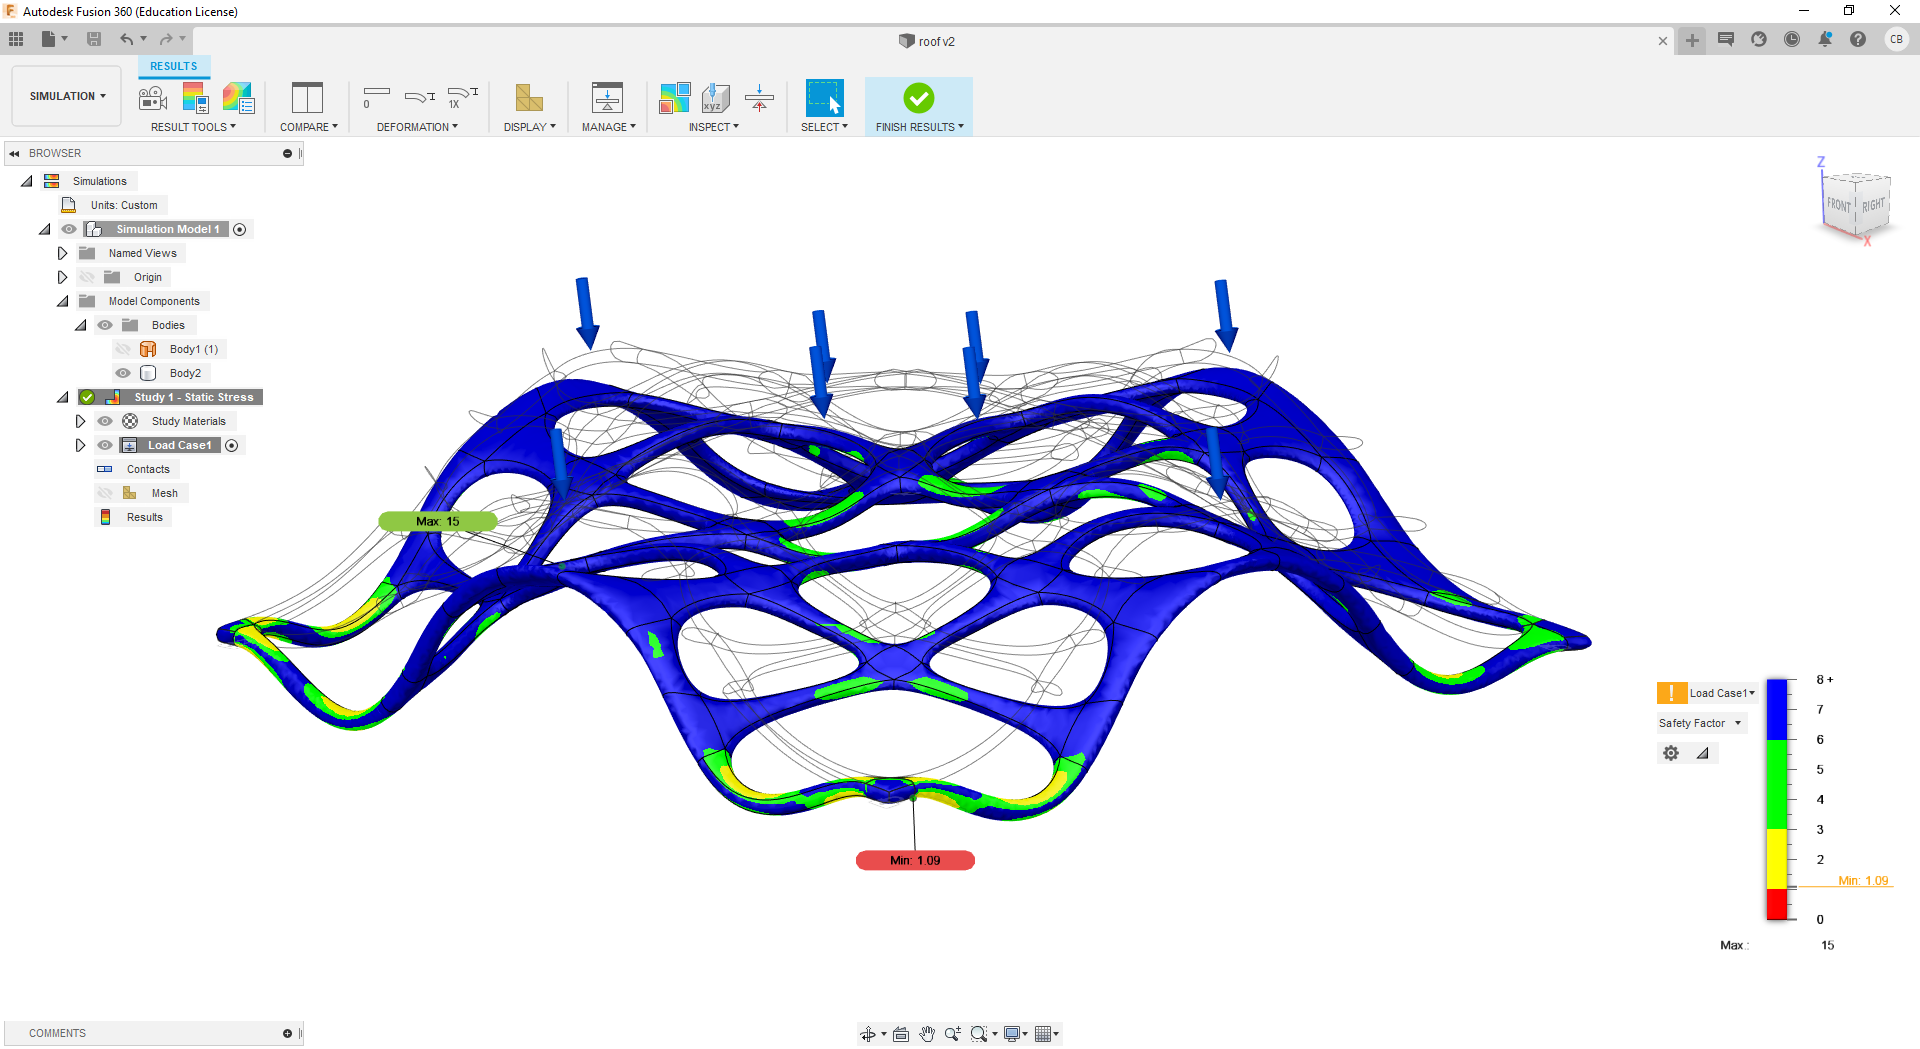 Autodesk Fusion 360 (Education License)
roof v2
CB
RESULTS
SIMULATION
0
1X
xyz
RESULT TOOLS
COMPARE
DEFORMATION
DISPLAY
MANAGE
INSPECT
SELECT
FINISH RESULTS
BROWSER
Simulations
Units: Custom
Simulation Model 1
Named Views
Origin
Model Components
Bodies
Body1 (1)
Body2
Study 1 - Static Stress
Study Materials
Load Case1
Contacts
Mesh
Results
Z
FRONT
RIGHT
X
Max: 15
Min: 1.09
Load Case1
Safety Factor
8 +
7
6
5
4
3
2
Min: 1.09
0
Max.: 15
COMMENTS